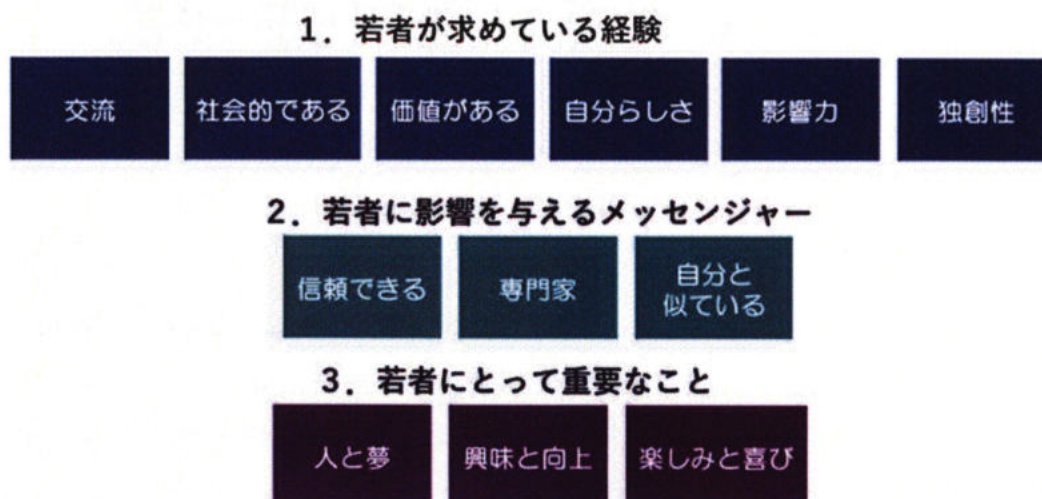 1. 若者が求めている経験
交流 社会的である 価値がある 自分らしさ 影響力 独創性
2. 若者に影響を与えるメッセンジャー
信頼できる 専門家 自分と
似ている
3. 若者にとって重要なこと
人と夢 興味と向上 楽しみと喜び